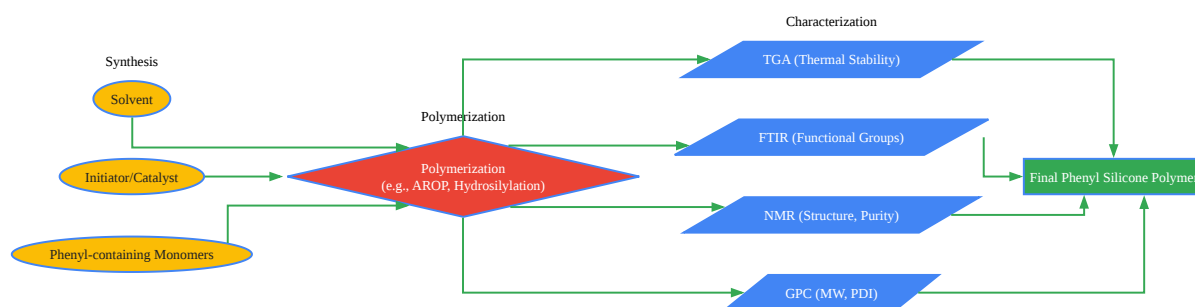 Synthesis
Solvent
Initiator/Catalyst
Phenyl-containing Monomers
Polymerization
Polymerization
(e.g., AROP, Hydrosilylation)
Characterization
TGA (Thermal Stability)
FTIR (Functional Groups)
NMR (Structure, Purity)
GPC (MW, PDI)
Final Phenyl Silicone Polymer